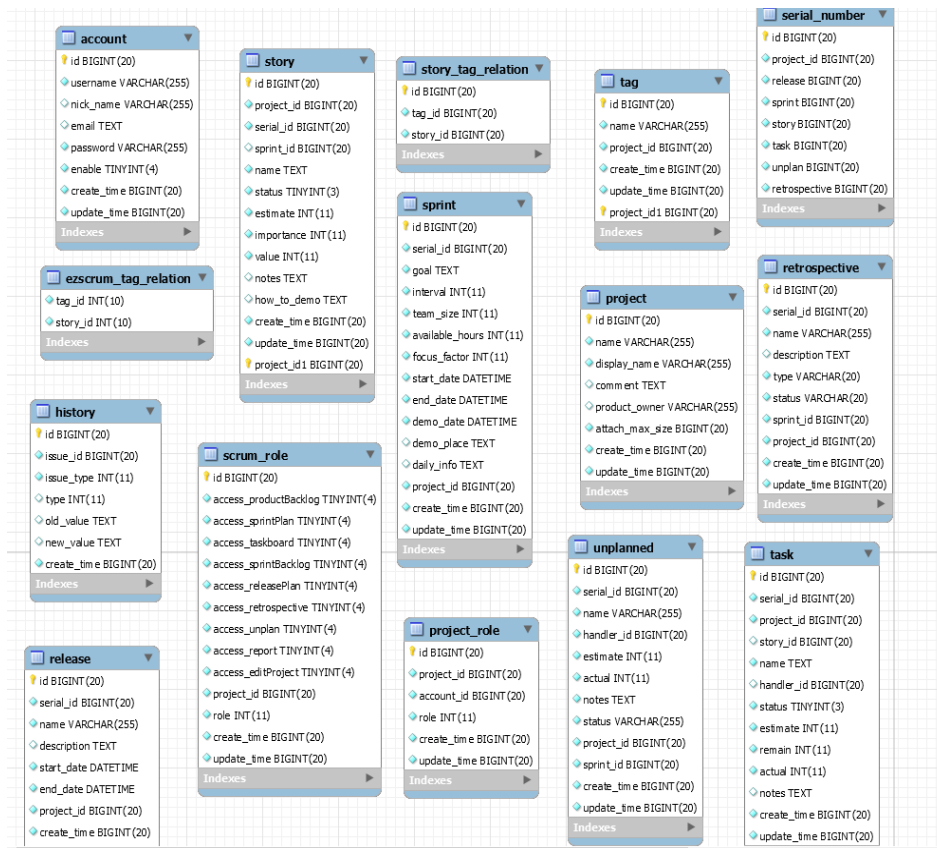 account
id BIGINT(20)
username VARCHAR(255)
nick_name VARCHAR(255)
email TEXT
password VARCHAR(255)
enable TINYINT(4)
create_time BIGINT(20)
update_time BIGINT(20)
Indexes
ezscrum_tag_relation
tag_id INT(10)
story_id INT(10)
Indexes
history
id BIGINT(20)
issue_id BIGINT(20)
issue_type INT(11)
type INT(11)
old_value TEXT
new_value TEXT
create_time BIGINT(20)
Indexes
release
id BIGINT(20)
serial_id BIGINT(20)
name VARCHAR(255)
description TEXT
start_date DATETIME
end_date DATETIME
project_id BIGINT(20)
create_time BIGINT(20)
story
id BIGINT(20)
project_id BIGINT(20)
serial_id BIGINT(20)
sprint_id BIGINT(20)
name TEXT
status TINYINT(3)
estimate INT(11)
importance INT(11)
value INT(11)
notes TEXT
how_to_demo TEXT
create_time BIGINT(20)
update_time BIGINT(20)
project_id1 BIGINT(20)
Indexes
scrum_role
id BIGINT(20)
access_productBacklog TINYINT(4)
access_sprintPlan TINYINT(4)
access_taskboard TINYINT(4)
access_sprintBacklog TINYINT(4)
access_releasePlan TINYINT(4)
access_retrospective TINYINT(4)
access_unplan TINYINT(4)
access_report TINYINT(4)
access_editProject TINYINT(4)
project_id BIGINT(20)
role INT(11)
create_time BIGINT(20)
update_time BIGINT(20)
Indexes
story_tag_relation
id BIGINT(20)
tag_id BIGINT(20)
story_id BIGINT(20)
Indexes
sprint
id BIGINT(20)
serial_id BIGINT(20)
goal TEXT
interval INT(11)
team_size INT(11)
available_hours INT(11)
focus_factor INT(11)
start_date DATETIME
end_date DATETIME
demo_date DATETIME
demo_place TEXT
daily_info TEXT
project_id BIGINT(20)
create_time BIGINT(20)
update_time BIGINT(20)
Indexes
project_role
id BIGINT(20)
project_id BIGINT(20)
account_id BIGINT(20)
role INT(11)
create_time BIGINT(20)
update_time BIGINT(20)
Indexes
tag
id BIGINT(20)
name VARCHAR(255)
project_id BIGINT(20)
create_time BIGINT(20)
update_time BIGINT(20)
project_id1 BIGINT(20)
Indexes
project
id BIGINT(20)
name VARCHAR(255)
display_name VARCHAR(255)
comment TEXT
product_owner VARCHAR(255)
attach_max_size BIGINT(20)
create_time BIGINT(20)
update_time BIGINT(20)
Indexes
unplanned
id BIGINT(20)
serial_id BIGINT(20)
name VARCHAR(255)
handler_id BIGINT(20)
estimate INT(11)
actual INT(11)
notes TEXT
status VARCHAR(255)
project_id BIGINT(20)
sprint_id BIGINT(20)
create_time BIGINT(20)
update_time BIGINT(20)
Indexes
serial_number
id BIGINT(20)
project_id BIGINT(20)
release BIGINT(20)
sprint BIGINT(20)
story BIGINT(20)
task BIGINT(20)
unplan BIGINT(20)
retrospective BIGINT(20)
Indexes
retrospective
id BIGINT(20)
serial_id BIGINT(20)
name VARCHAR(255)
description TEXT
type VARCHAR(20)
status VARCHAR(20)
sprint_id BIGINT(20)
project_id BIGINT(20)
create_time BIGINT(20)
update_time BIGINT(20)
Indexes
task
id BIGINT(20)
serial_id BIGINT(20)
project_id BIGINT(20)
story_id BIGINT(20)
name TEXT
handler_id BIGINT(20)
status TINYINT(3)
estimate INT(11)
remain INT(11)
actual INT(11)
notes TEXT
create_time BIGINT(20)
update_time BIGINT(20)